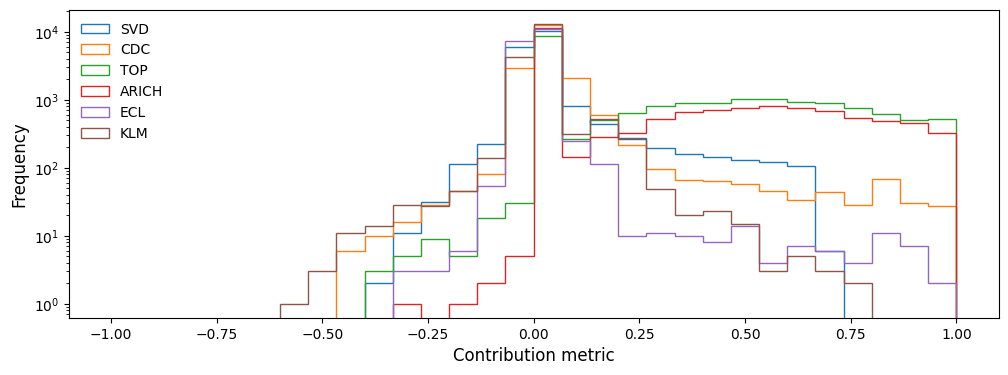 SVD
CDC
TOP
ARICH
ECL
KLM
Frequency
10⁴
10³
10²
10¹
10⁰
−1.00 −0.75 −0.50 −0.25 0.00 0.25 0.50 0.75 1.00
Contribution metric